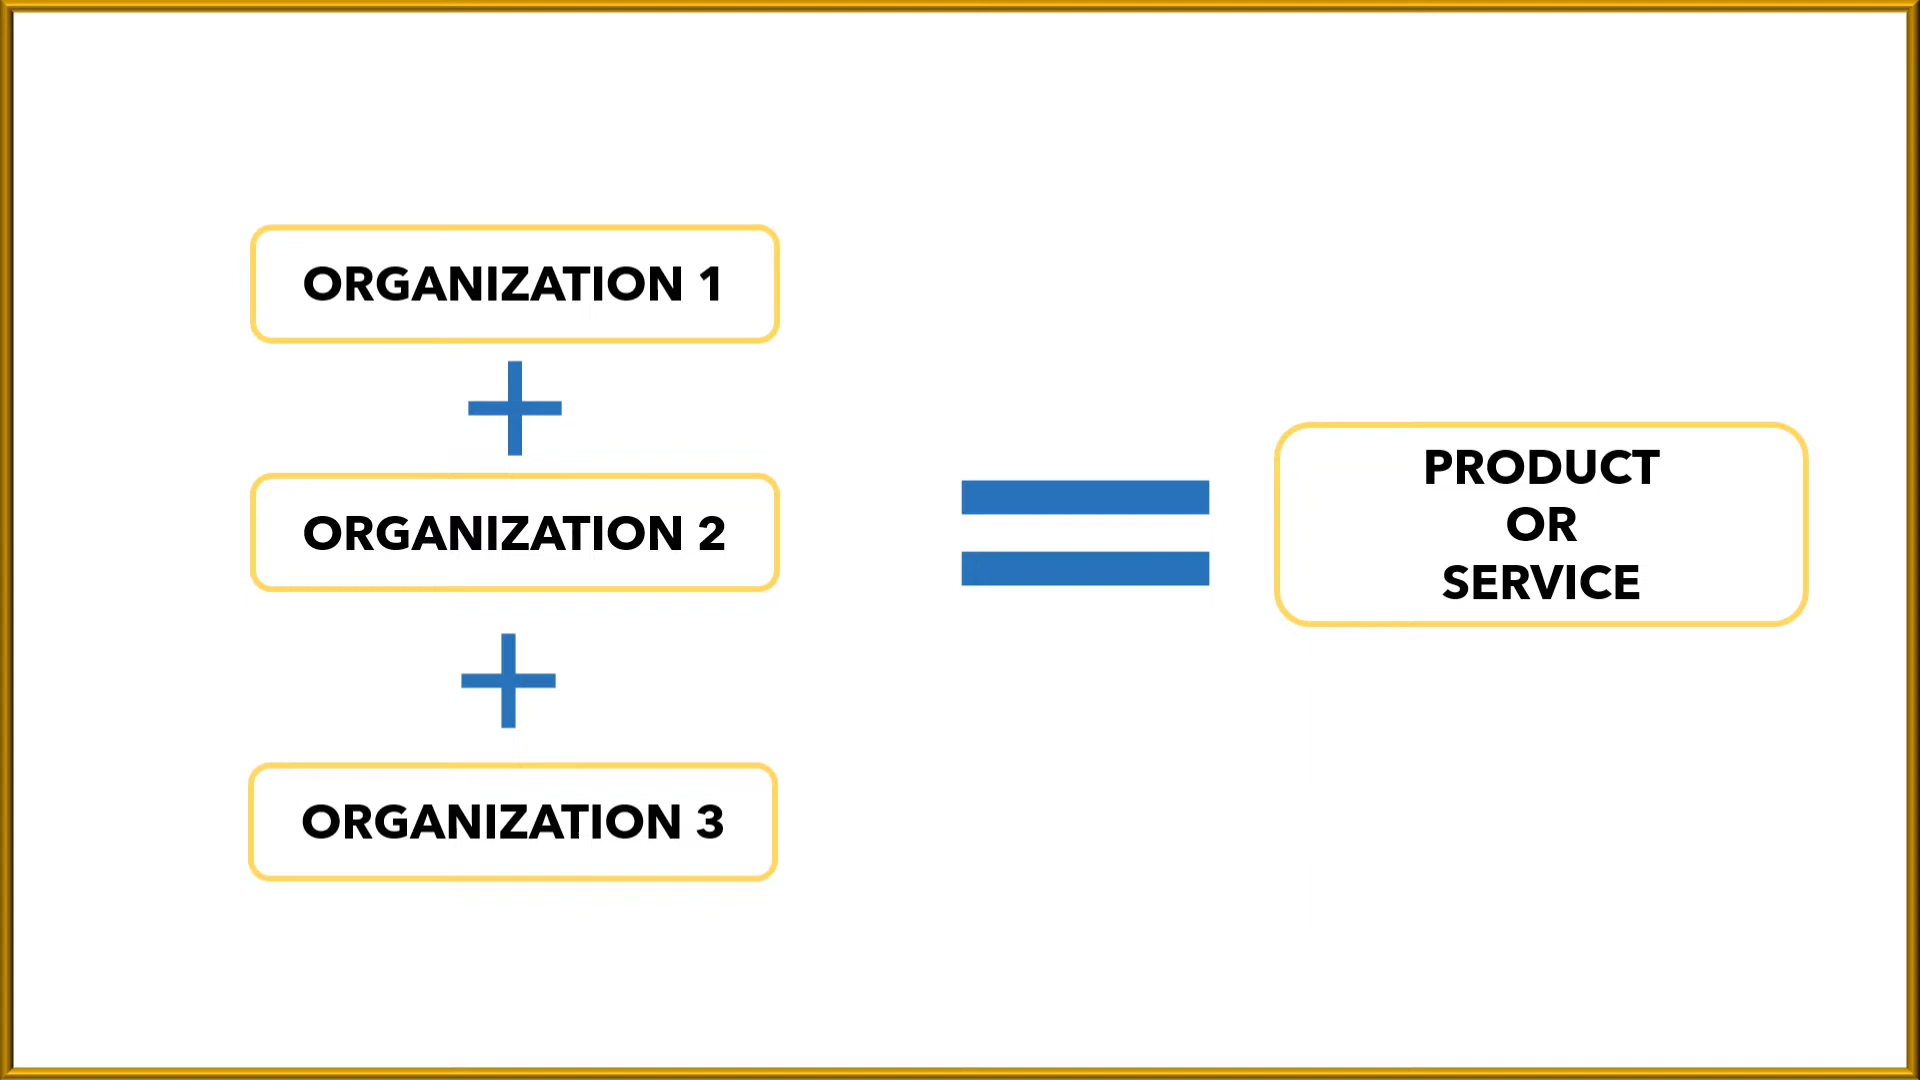 ORGANIZATION 1
+
ORGANIZATION 2
+
ORGANIZATION 3
=
PRODUCT
OR
SERVICE